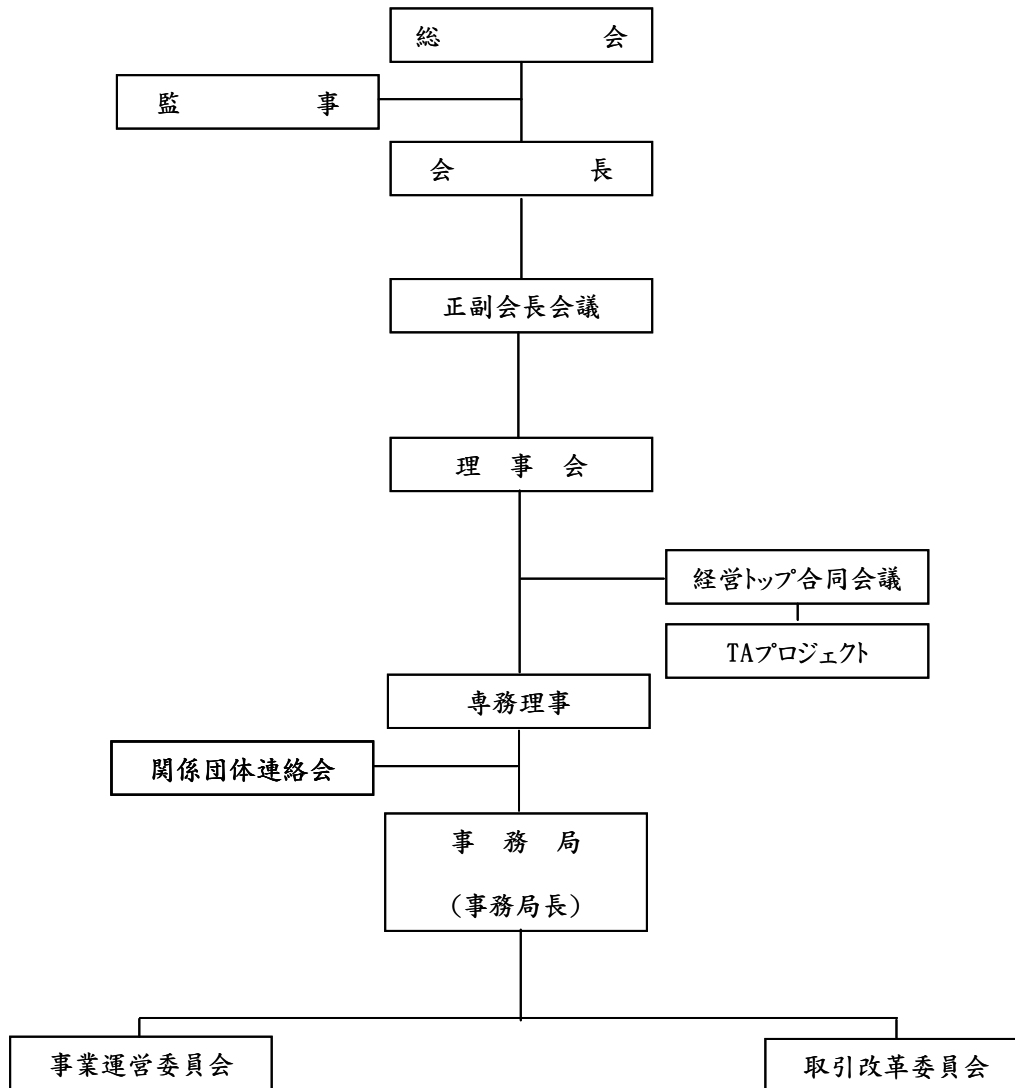 総　　会
監　　事
会　　長
正副会長会議
理　事　会
経営トップ合同会議
TAプロジェクト
専務理事
関係団体連絡会
事　務　局
（事務局長）
事業運営委員会
取引改革委員会